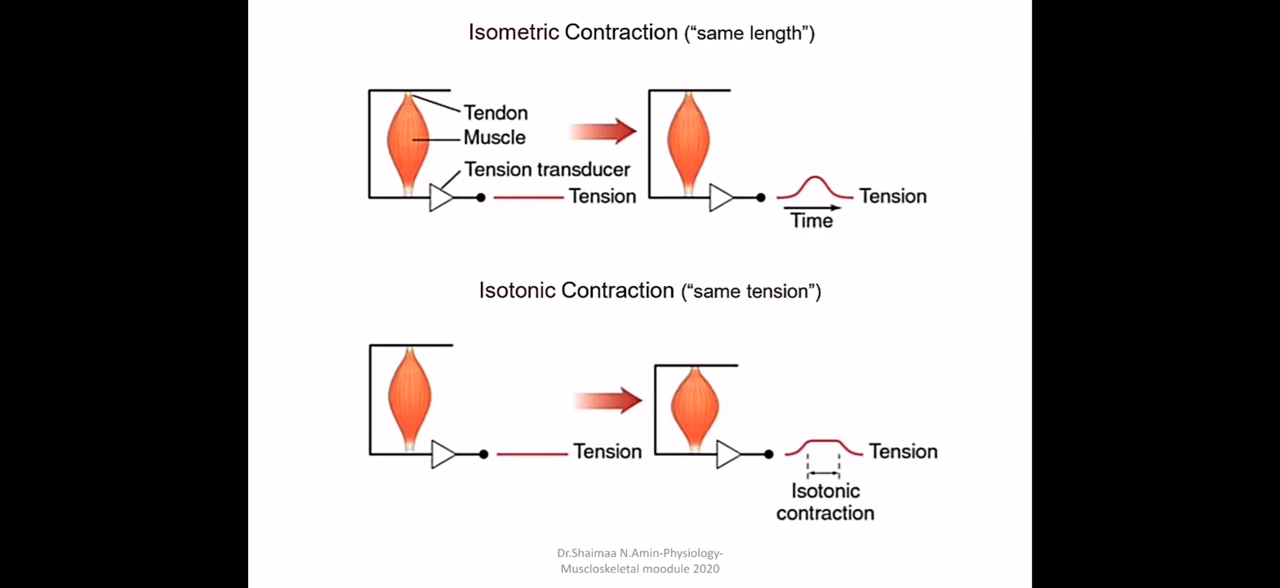 Isometric Contraction (“same length”)
Tendon
Muscle
Tension transducer
Tension
Tension
Time
Isotonic Contraction (“same tension”)
Tension
Tension
Isotonic
contraction
Dr.Shaimaa N.Amin-Physiology-
Muscloskeletal moodule 2020